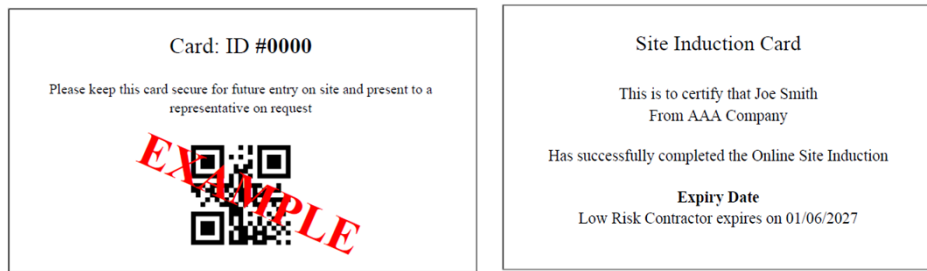 Card: ID #0000
Please keep this card secure for future entry on site and present to a
representative on request
EXAMPLE
Site Induction Card
This is to certify that Joe Smith
From AAA Company
Has successfully completed the Online Site Induction
Expiry Date
Low Risk Contractor expires on 01/06/2027